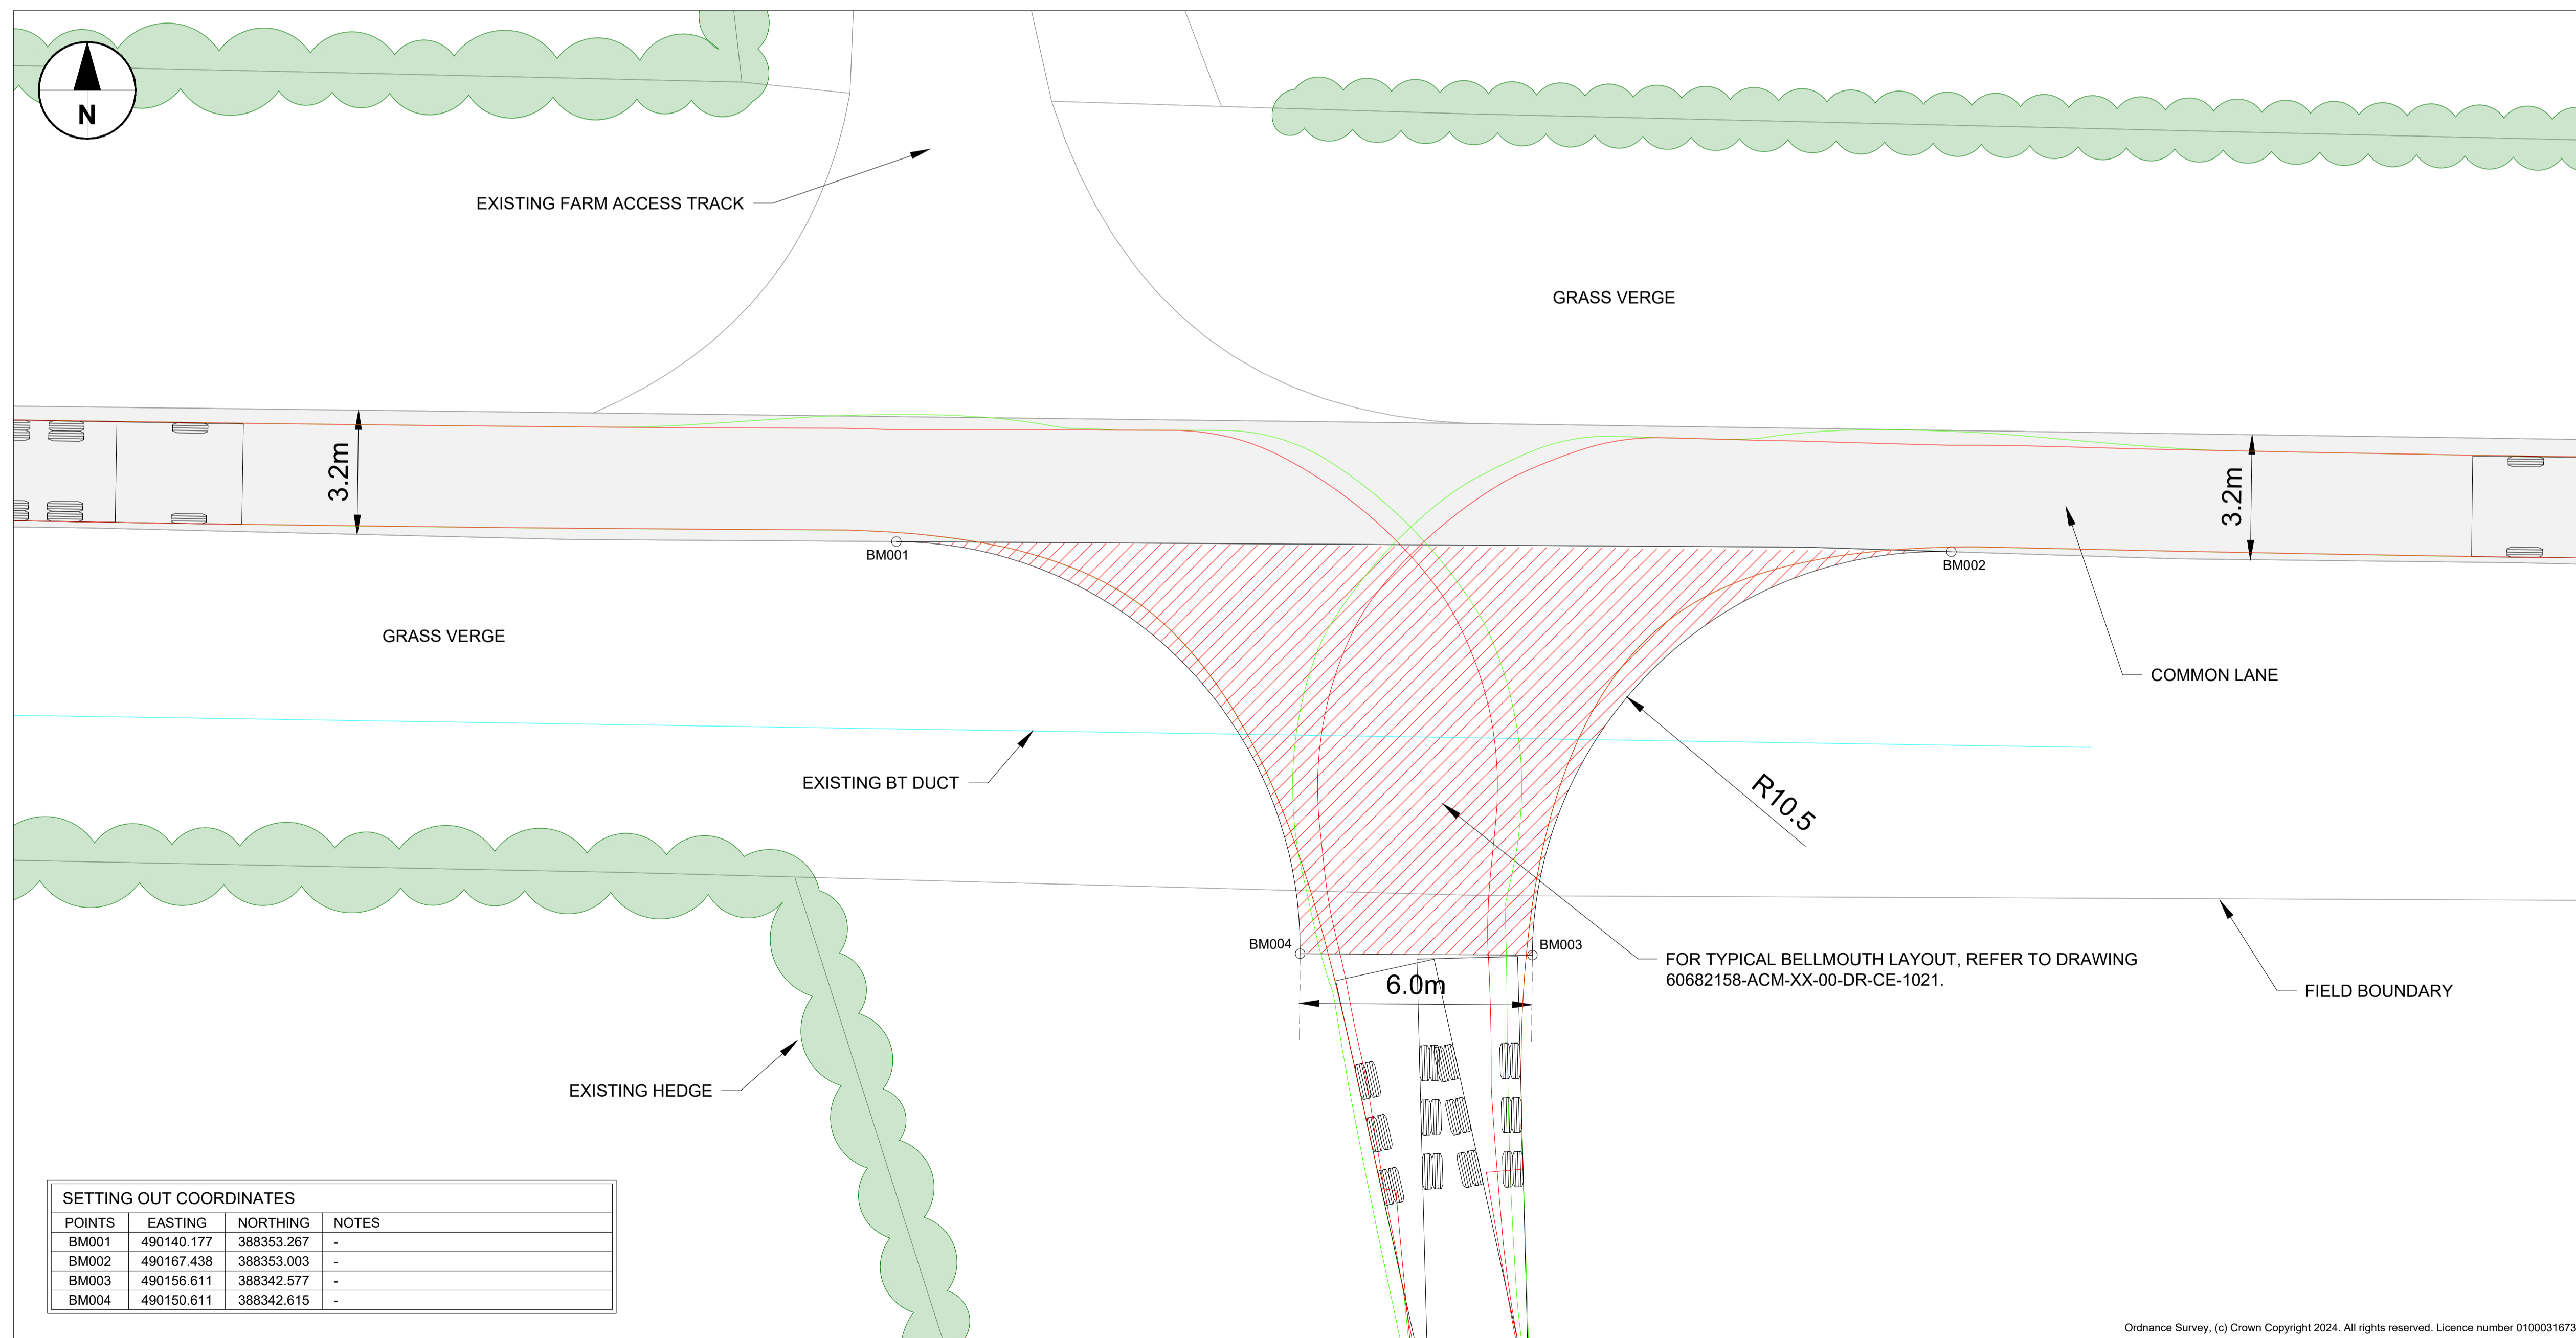 N
EXISTING FARM ACCESS TRACK
GRASS VERGE
3.2m
3.2m
BM001
BM002
GRASS VERGE
COMMON LANE
EXISTING BT DUCT
R10.5
BM004
BM003
FOR TYPICAL BELLMOUTH LAYOUT, REFER TO DRAWING
60682158-ACM-XX-00-DR-CE-1021.
6.0m
FIELD BOUNDARY
EXISTING HEDGE
SETTING OUT COORDINATES
POINTS EASTING NORTHING NOTES
BM001 490140.177 388353.267 -
BM002 490167.438 388353.003 -
BM003 490156.611 388342.577 -
BM004 490150.611 388342.615 -
Ordnance Survey, (c) Crown Copyright 2024. All rights reserved. Licence number 0100031673